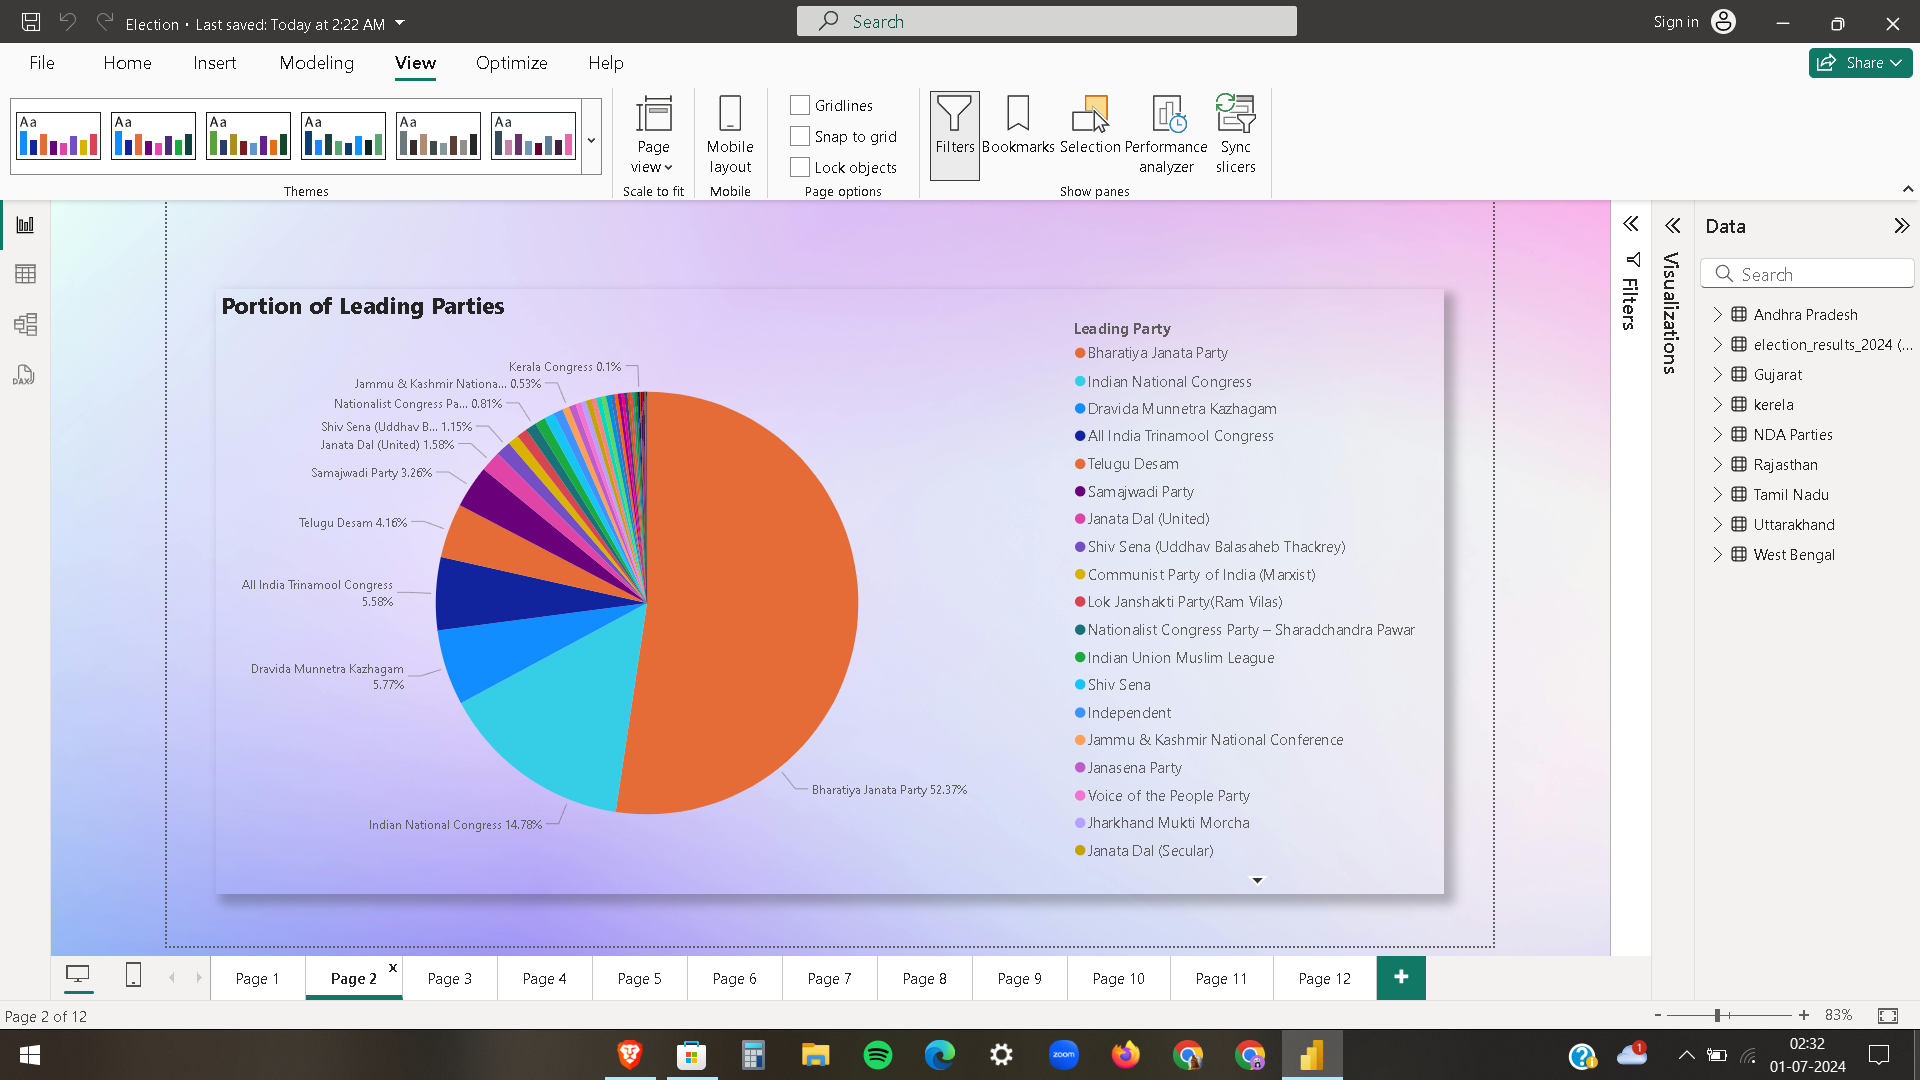 Election • Last saved: Today at 2:22 AM
Search
Sign in
File Home Insert Modeling View Optimize Help
Share
Aa Aa Aa Aa Aa Aa
Themes
Page view
Scale to fit
Mobile layout
Mobile
Gridlines
Snap to grid
Lock objects
Page options
Filters
Bookmarks
Selection
Performance analyzer
Sync slicers
Show panes
Portion of Leading Parties
Kerala Congress 0.1%
Jammu & Kashmir Nationa... 0.53%
Nationalist Congress Pa... 0.81%
Shiv Sena (Uddhav B... 1.15%
Janata Dal (United) 1.58%
Samajwadi Party 3.26%
Telugu Desam 4.16%
All India Trinamool Congress
5.58%
Dravida Munnetra Kazhagam
5.77%
Indian National Congress 14.78%
Bharatiya Janata Party 52.37%
Leading Party
Bharatiya Janata Party
Indian National Congress
Dravida Munnetra Kazhagam
All India Trinamool Congress
Telugu Desam
Samajwadi Party
Janata Dal (United)
Shiv Sena (Uddhav Balasaheb Thackrey)
Communist Party of India (Marxist)
Lok Janshakti Party(Ram Vilas)
Nationalist Congress Party – Sharadchandra Pawar
Indian Union Muslim League
Shiv Sena
Independent
Jammu & Kashmir National Conference
Janasena Party
Voice of the People Party
Jharkhand Mukti Morcha
Janata Dal (Secular)
Filters
Visualizations
Data
Search
Andhra Pradesh
election_results_2024 (...
Gujarat
kerela
NDA Parties
Rajasthan
Tamil Nadu
Uttarakhand
West Bengal
DAX
Page 1 Page 2 x Page 3 Page 4 Page 5 Page 6 Page 7 Page 8 Page 9 Page 10 Page 11 Page 12 +
Page 2 of 12
- + 83%
zoom
1
02:32
01-07-2024